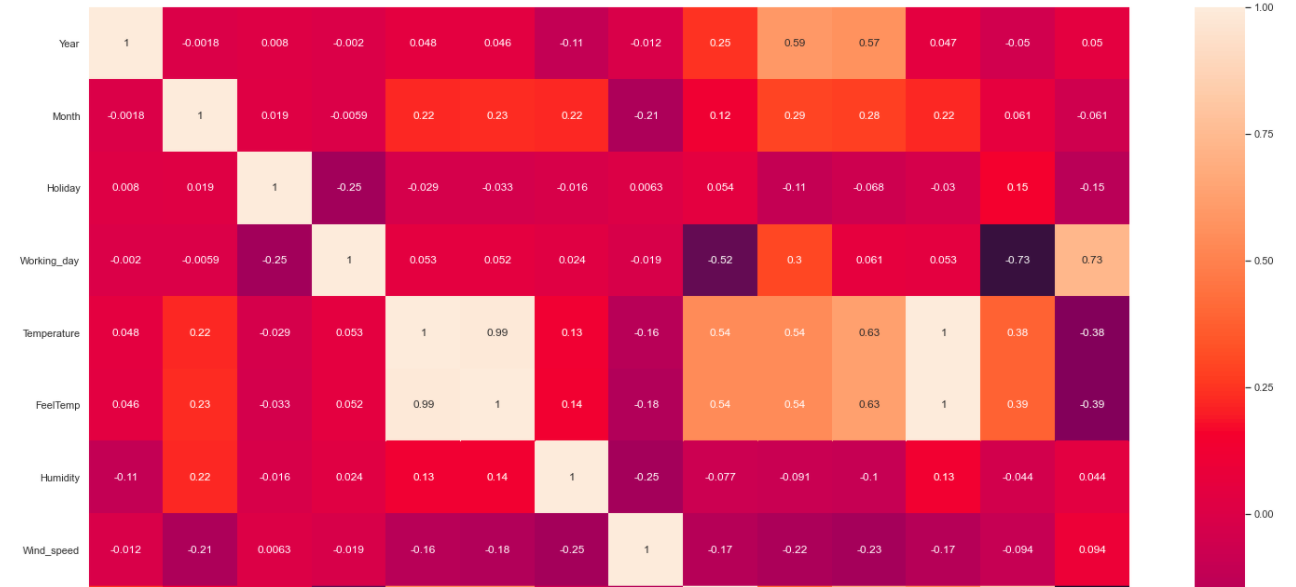 Year 1 -0.0018 0.008 -0.002 0.048 0.046 -0.11 -0.012 0.25 0.59 0.57 0.047 -0.05 0.05
Month -0.0018 1 0.019 -0.0059 0.22 0.23 0.22 -0.21 0.12 0.29 0.28 0.22 0.061 -0.061
Holiday 0.008 0.019 1 -0.25 -0.029 -0.033 -0.016 0.0063 0.054 -0.11 -0.068 -0.03 0.15 -0.15
Working_day -0.002 -0.0059 -0.25 1 0.053 0.052 0.024 -0.019 -0.52 0.3 0.061 0.053 -0.73 0.73
Temperature 0.048 0.22 -0.029 0.053 1 0.99 0.13 -0.16 0.54 0.54 0.63 1 0.38 -0.38
FeelTemp 0.046 0.23 -0.033 0.052 0.99 1 0.14 -0.18 0.54 0.54 0.63 1 0.39 -0.39
Humidity -0.11 0.22 -0.016 0.024 0.13 0.14 1 -0.25 -0.077 -0.091 -0.1 0.13 -0.044 0.044
Wind_speed -0.012 -0.21 0.0063 -0.019 -0.16 -0.18 -0.25 1 -0.17 -0.22 -0.23 -0.17 -0.094 0.094
1.00
0.75
0.50
0.25
0.00